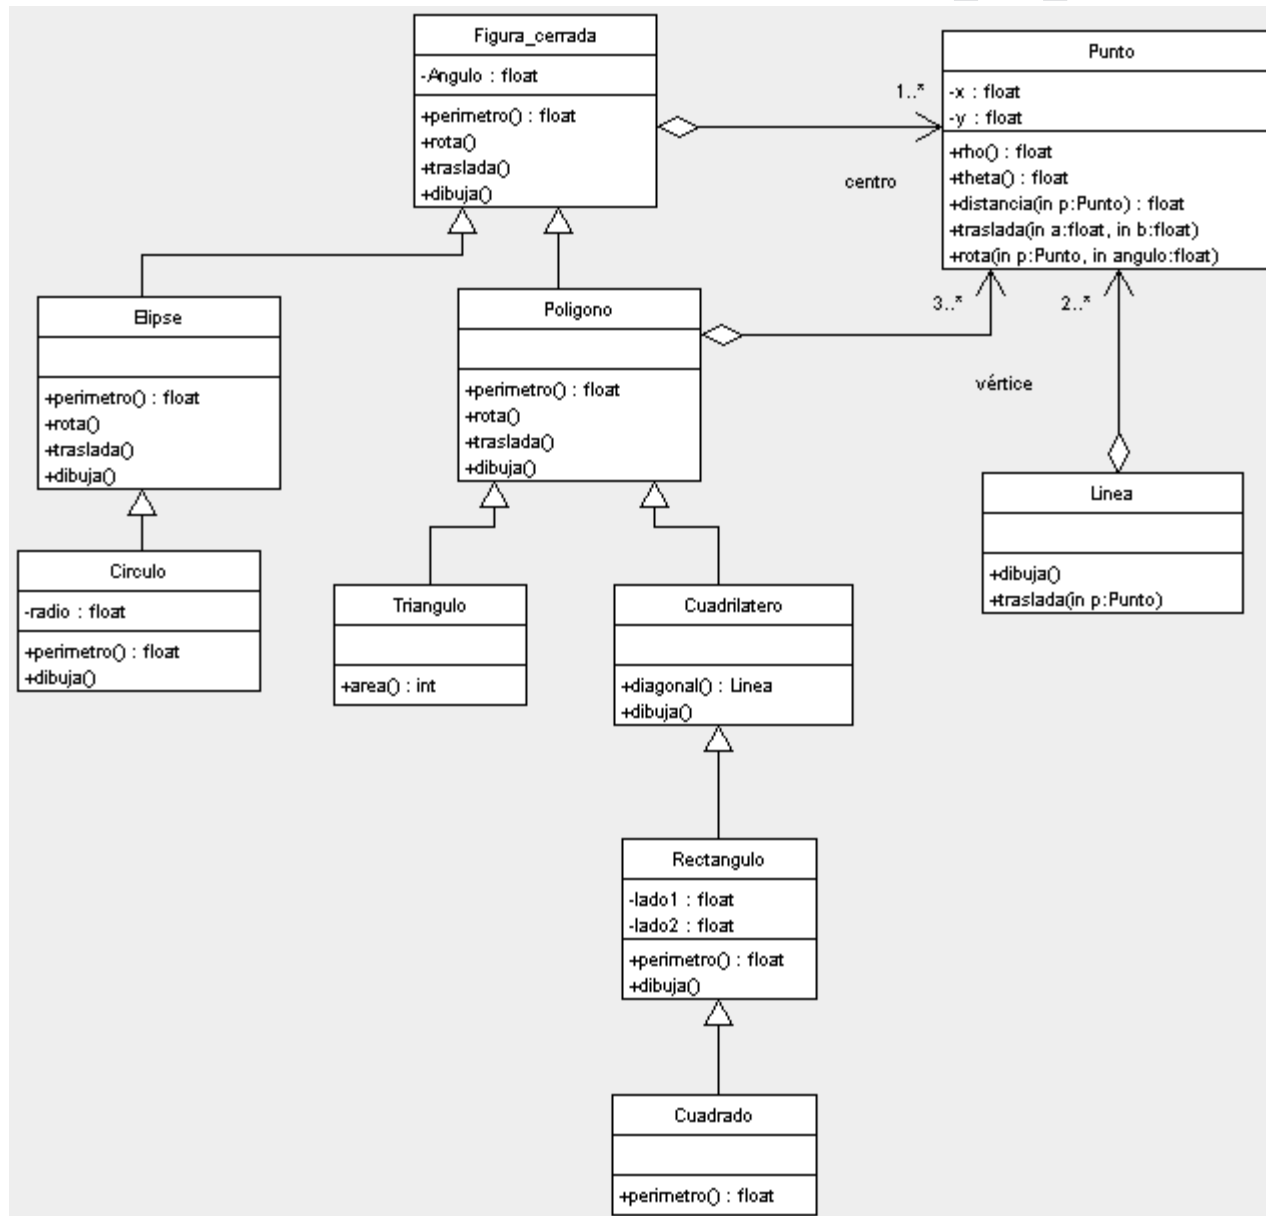 Figura_cerrada
-Angulo : float
+perimetro() : float
+rota()
+traslada()
+dibuja()
1..*
centro
Punto
-x : float
-y : float
+rho() : float
+theta() : float
+distancia(in p:Punto) : float
+traslada(in a:float, in b:float)
+rota(in p:Punto, in angulo:float)
Elipse
+perimetro() : float
+rota()
+traslada()
+dibuja()
Poligono
+perimetro() : float
+rota()
+traslada()
+dibuja()
3..*
2..*
vértice
Linea
+dibuja()
+traslada(in p:Punto)
Circulo
-radio : float
+perimetro() : float
+dibuja()
Triangulo
+area() : int
Cuadrilatero
+diagonal() : Linea
+dibuja()
Rectangulo
-lado1 : float
-lado2 : float
+perimetro() : float
+dibuja()
Cuadrado
+perimetro() : float